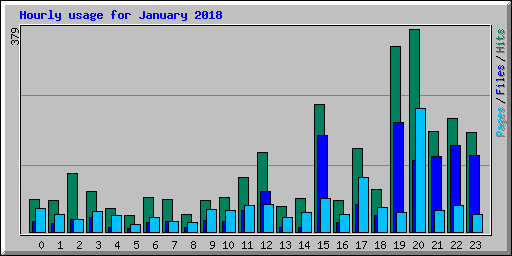 Hourly usage for January 2018
379
Pages / Files / Hits
0 1 2 3 4 5 6 7 8 9 10 11 12 13 14 15 16 17 18 19 20 21 22 23